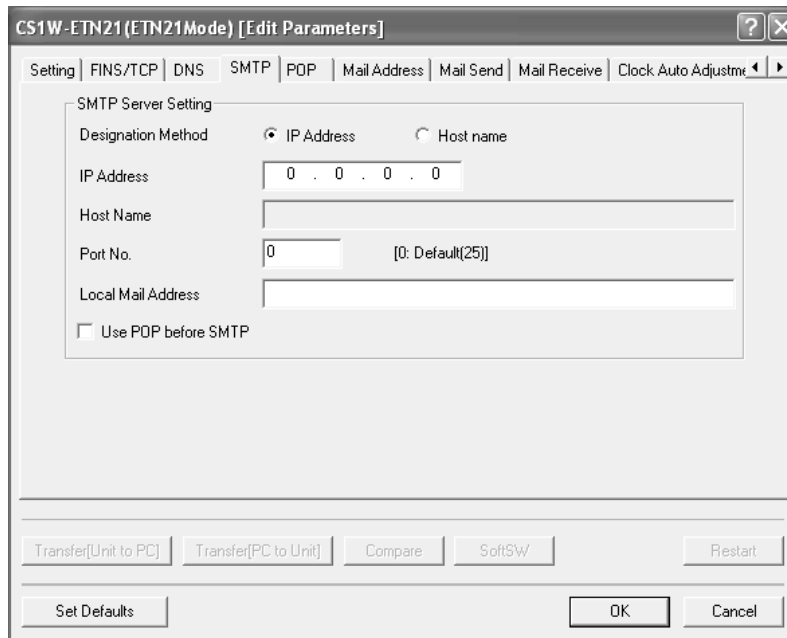 CS1W-ETN21(ETN21Mode) [Edit Parameters]
Setting FINS/TCP DNS SMTP POP Mail Address Mail Send Mail Receive Clock Auto Adjustme
SMTP Server Setting
Designation Method IP Address Host name
IP Address 0 . 0 . 0 . 0
Host Name
Port No. 0 [0: Default(25)]
Local Mail Address
Use POP before SMTP
Transfer[Unit to PC] Transfer[PC to Unit] Compare SoftSW Restart
Set Defaults OK Cancel